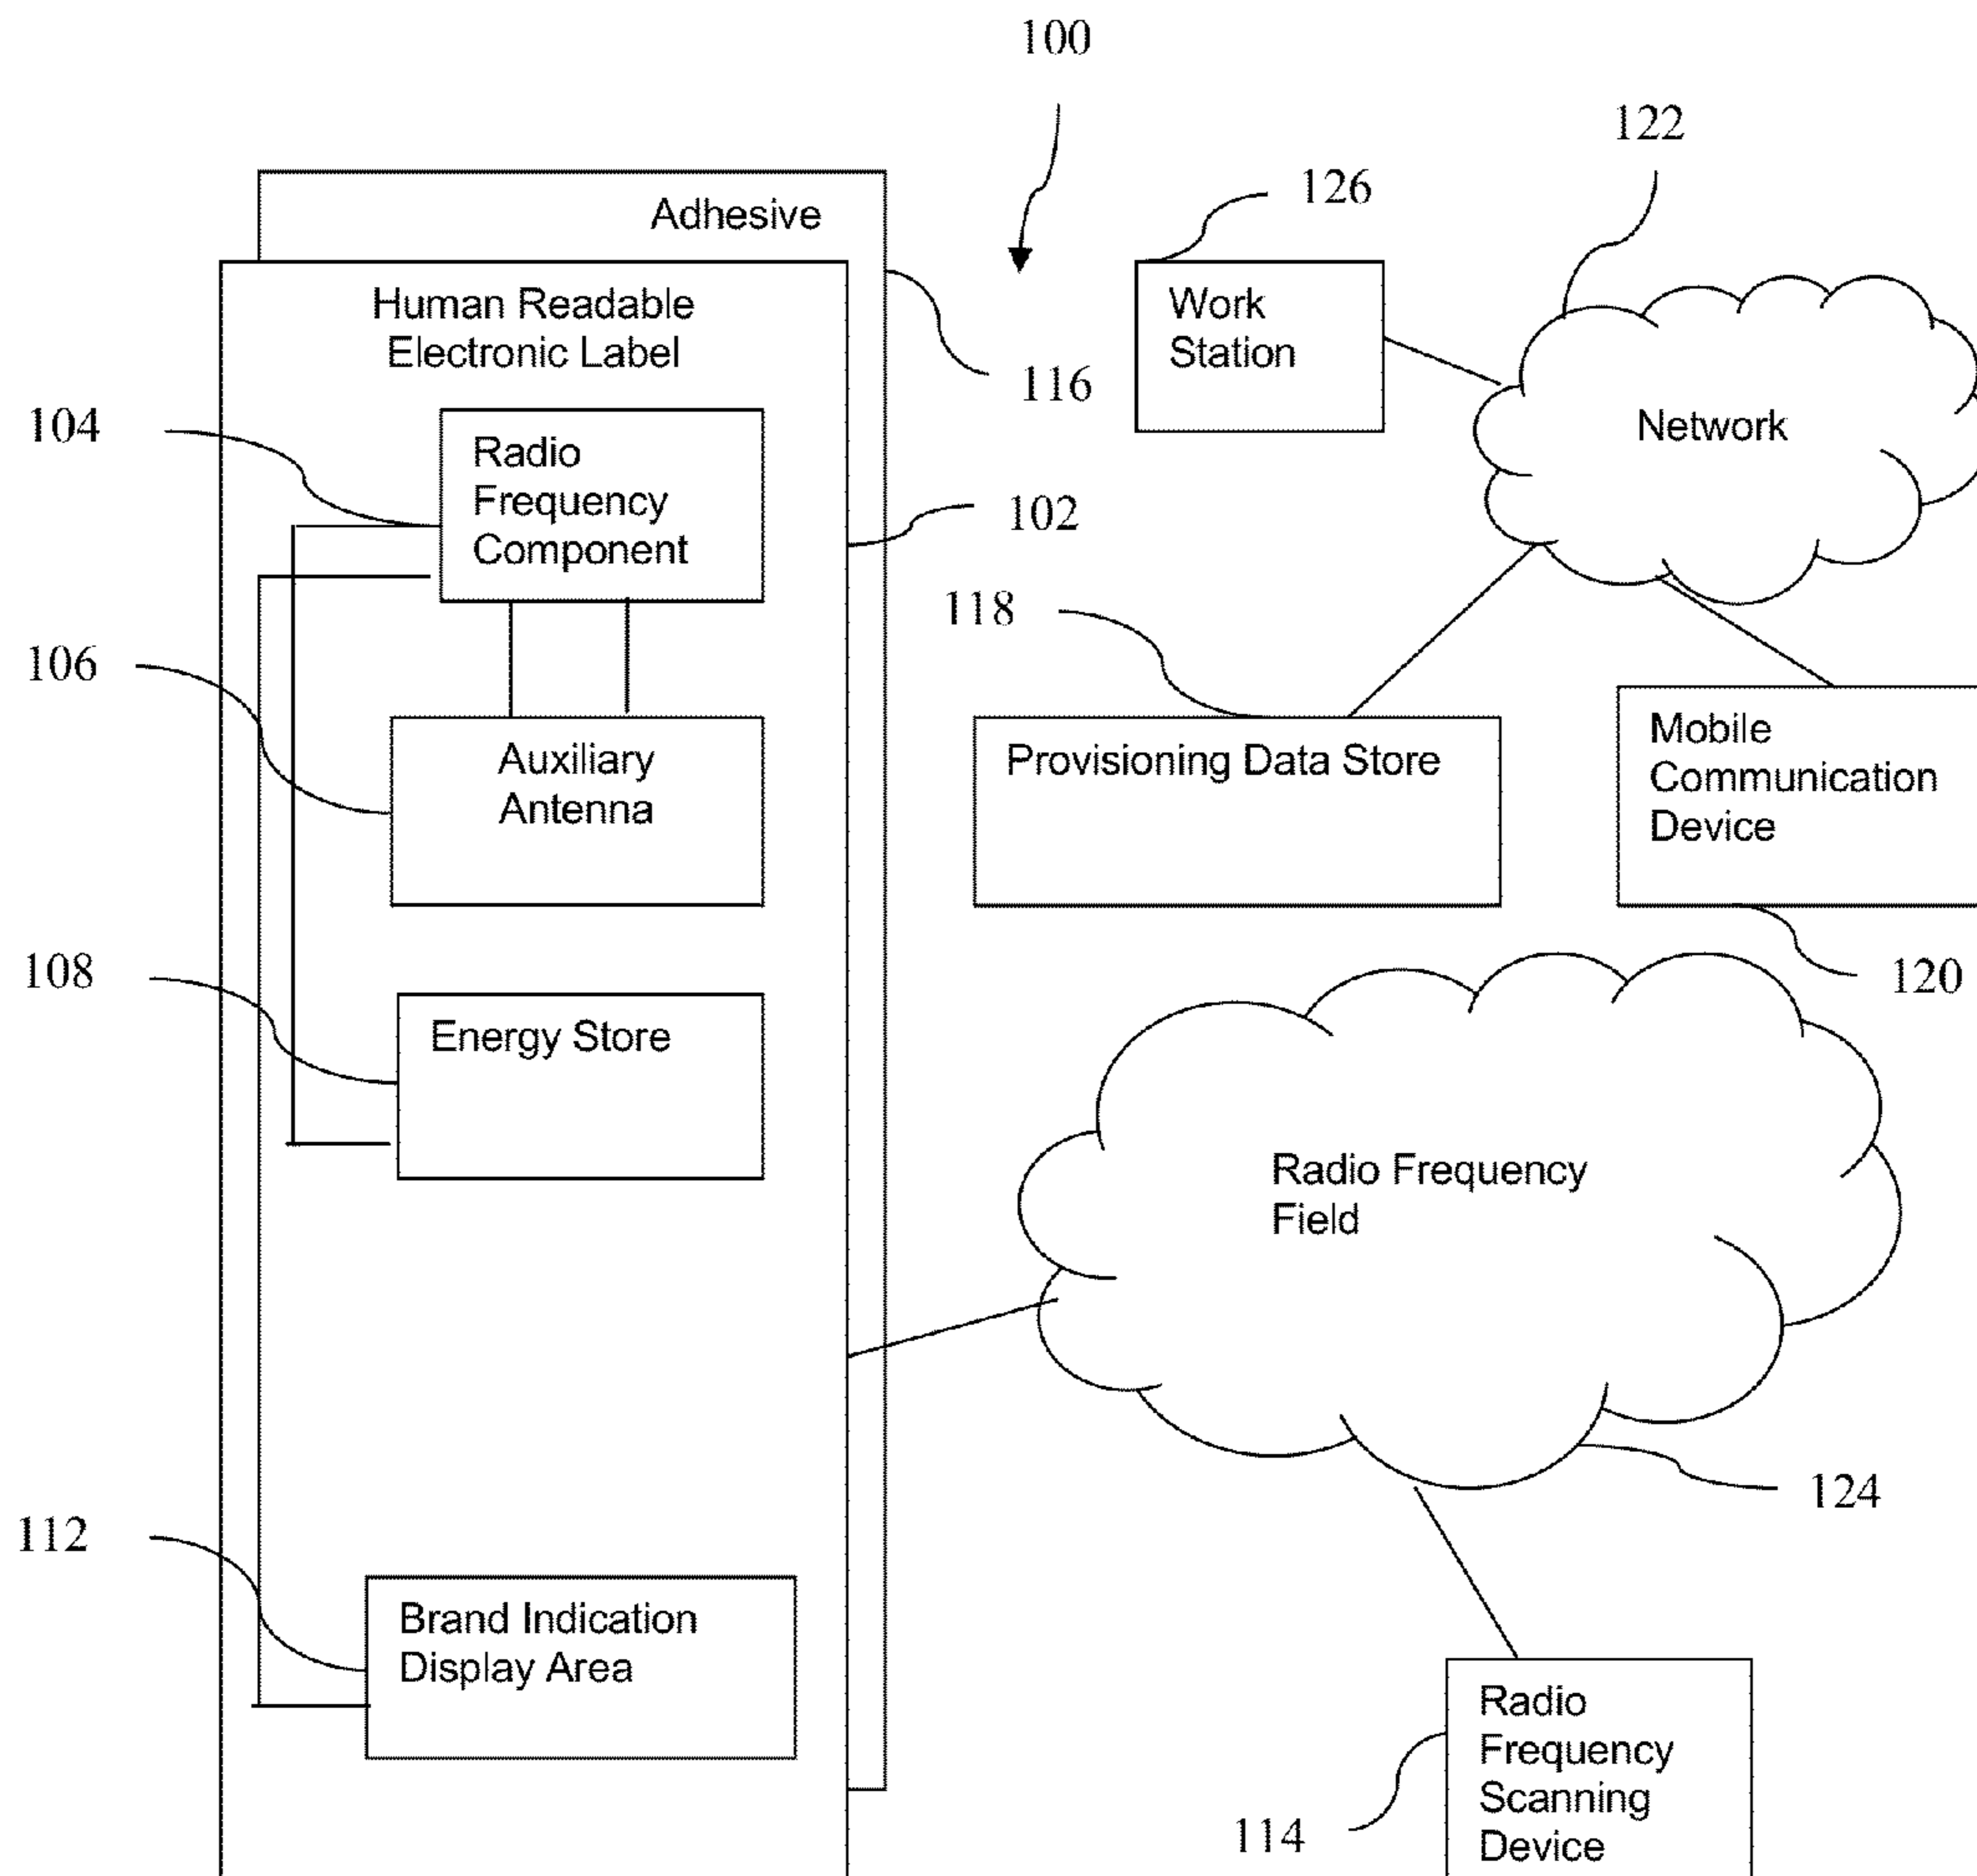 100
122
126
Adhesive
Human Readable
Electronic Label
116
Work
Station
Network
104
Radio
Frequency
Component
102
118
106
Auxiliary
Antenna
Provisioning Data Store
Mobile
Communication
Device
108
120
Energy Store
Radio Frequency
Field
124
112
Brand Indication
Display Area
Radio
Frequency
Scanning
Device
114